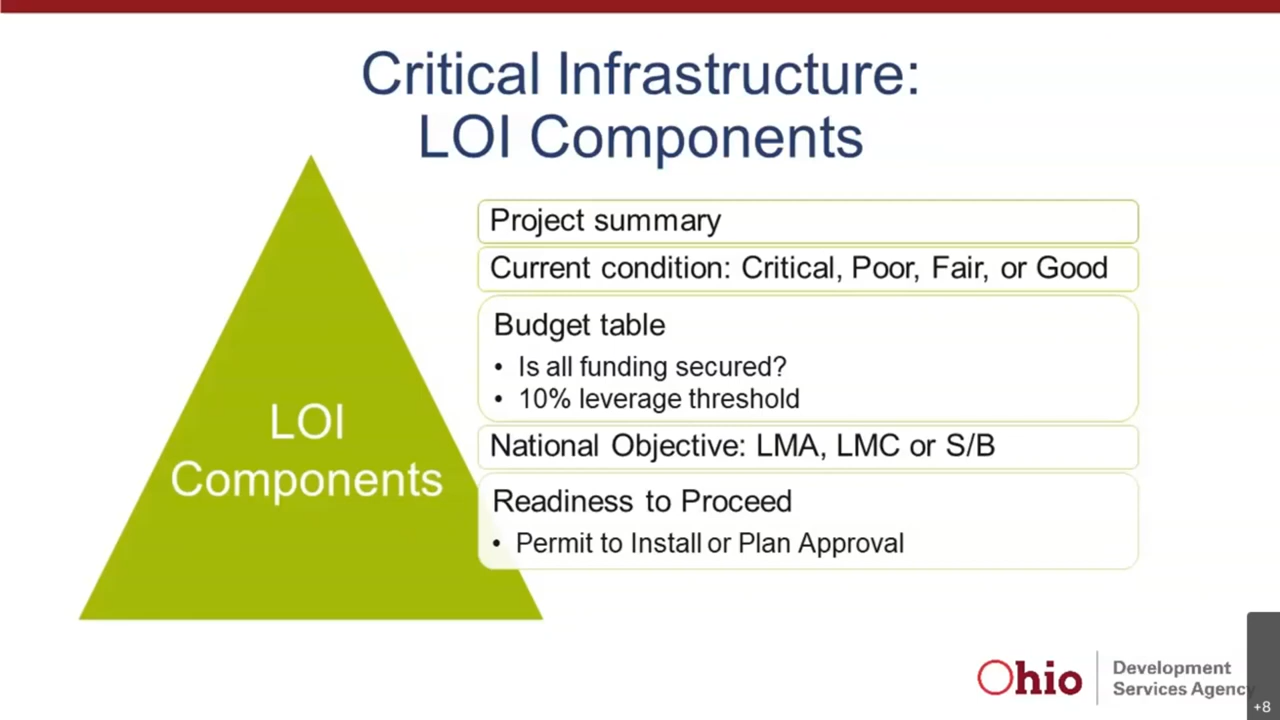 Critical Infrastructure:
LOI Components
LOI
Components
Project summary
Current condition: Critical, Poor, Fair, or Good
Budget table
• Is all funding secured?
• 10% leverage threshold
National Objective: LMA, LMC or S/B
Readiness to Proceed
• Permit to Install or Plan Approval
Ohio
Development
Services Agency
+8